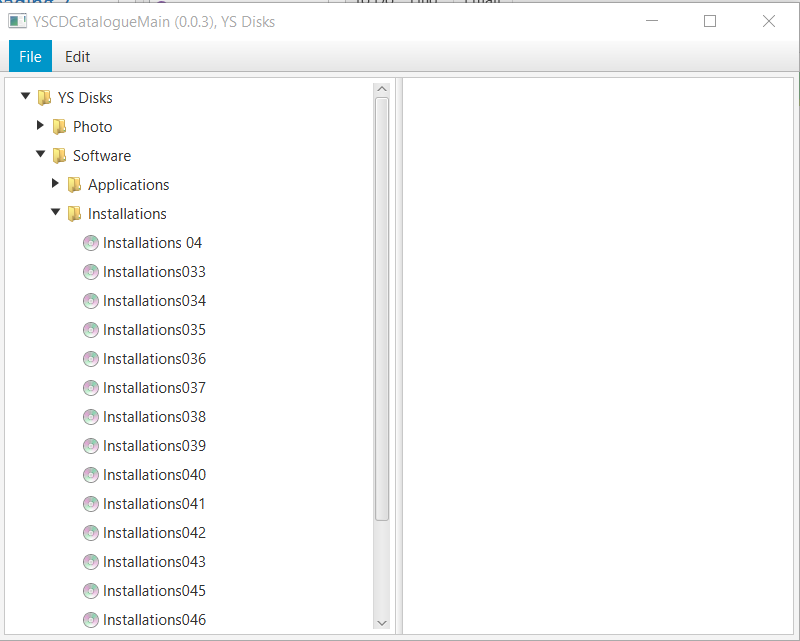 YSCDCatalogueMain (0.0.3), YS Disks
File Edit
YS Disks
Photo
Software
Applications
Installations
Installations 04
Installations033
Installations034
Installations035
Installations036
Installations037
Installations038
Installations039
Installations040
Installations041
Installations042
Installations043
Installations045
Installations046